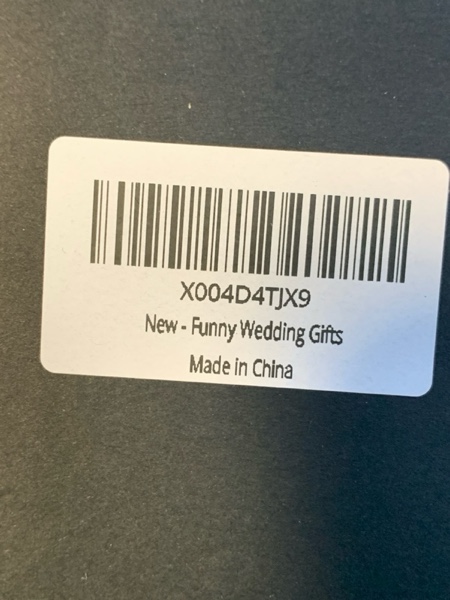 X004D4TJX9
New - Funny Wedding Gifts
Made in China